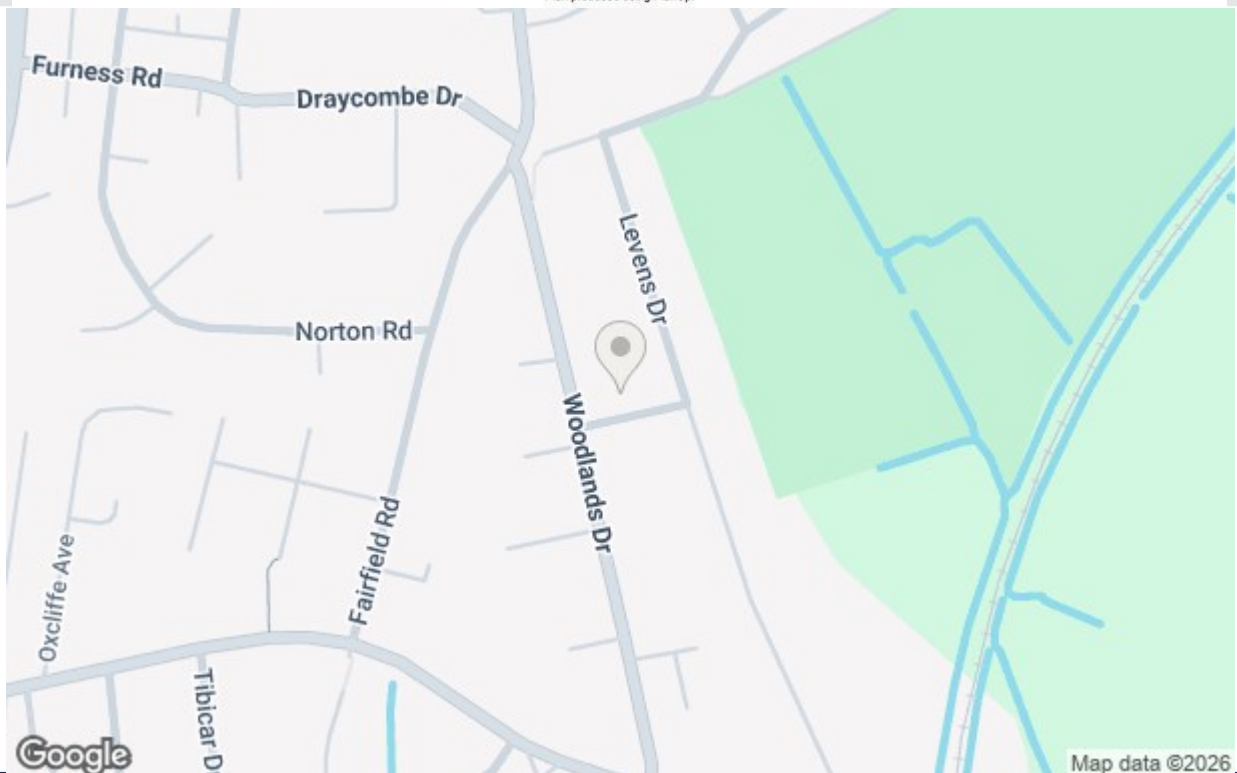 Furness Rd
Draycombe Dr
Levens Dr
Norton Rd
Woodlands Dr
Fairfield Rd
Oxcliffe Ave
Tibicar D
Google
Map data ©2026